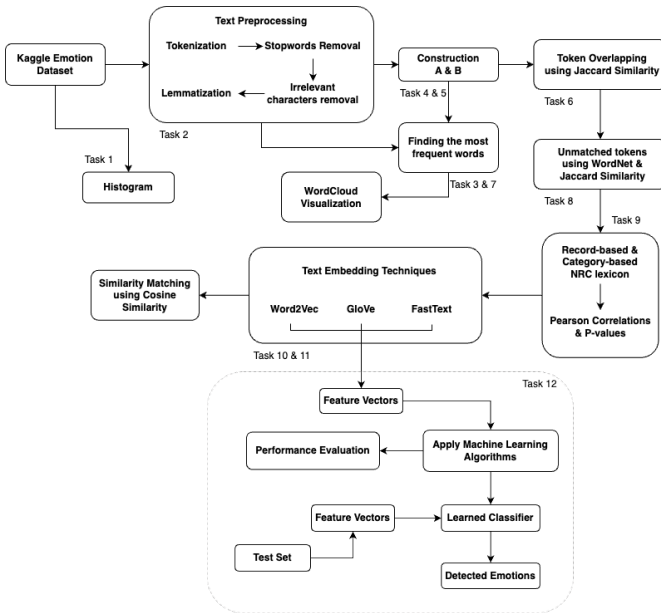 Text Preprocessing
Tokenization
Stopwords Removal
Lemmatization
Irrelevant
characters removal
Kaggle Emotion
Dataset
Construction
A & B
Token Overlapping
using Jaccard Similarity
Task 4 & 5
Task 6
Task 2
Task 1
Histogram
Finding the most
frequent words
Unmatched tokens
using WordNet &
Jaccard Similarity
Task 3 & 7
WordCloud
Visualization
Task 8
Task 9
Record-based &
Category-based
NRC lexicon
Pearson Correlations
& P-values
Text Embedding Techniques
Word2Vec
GloVe
FastText
Similarity Matching
using Cosine
Similarity
Task 10 & 11
Task 12
Feature Vectors
Performance Evaluation
Apply Machine Learning
Algorithms
Feature Vectors
Learned Classifier
Test Set
Detected Emotions